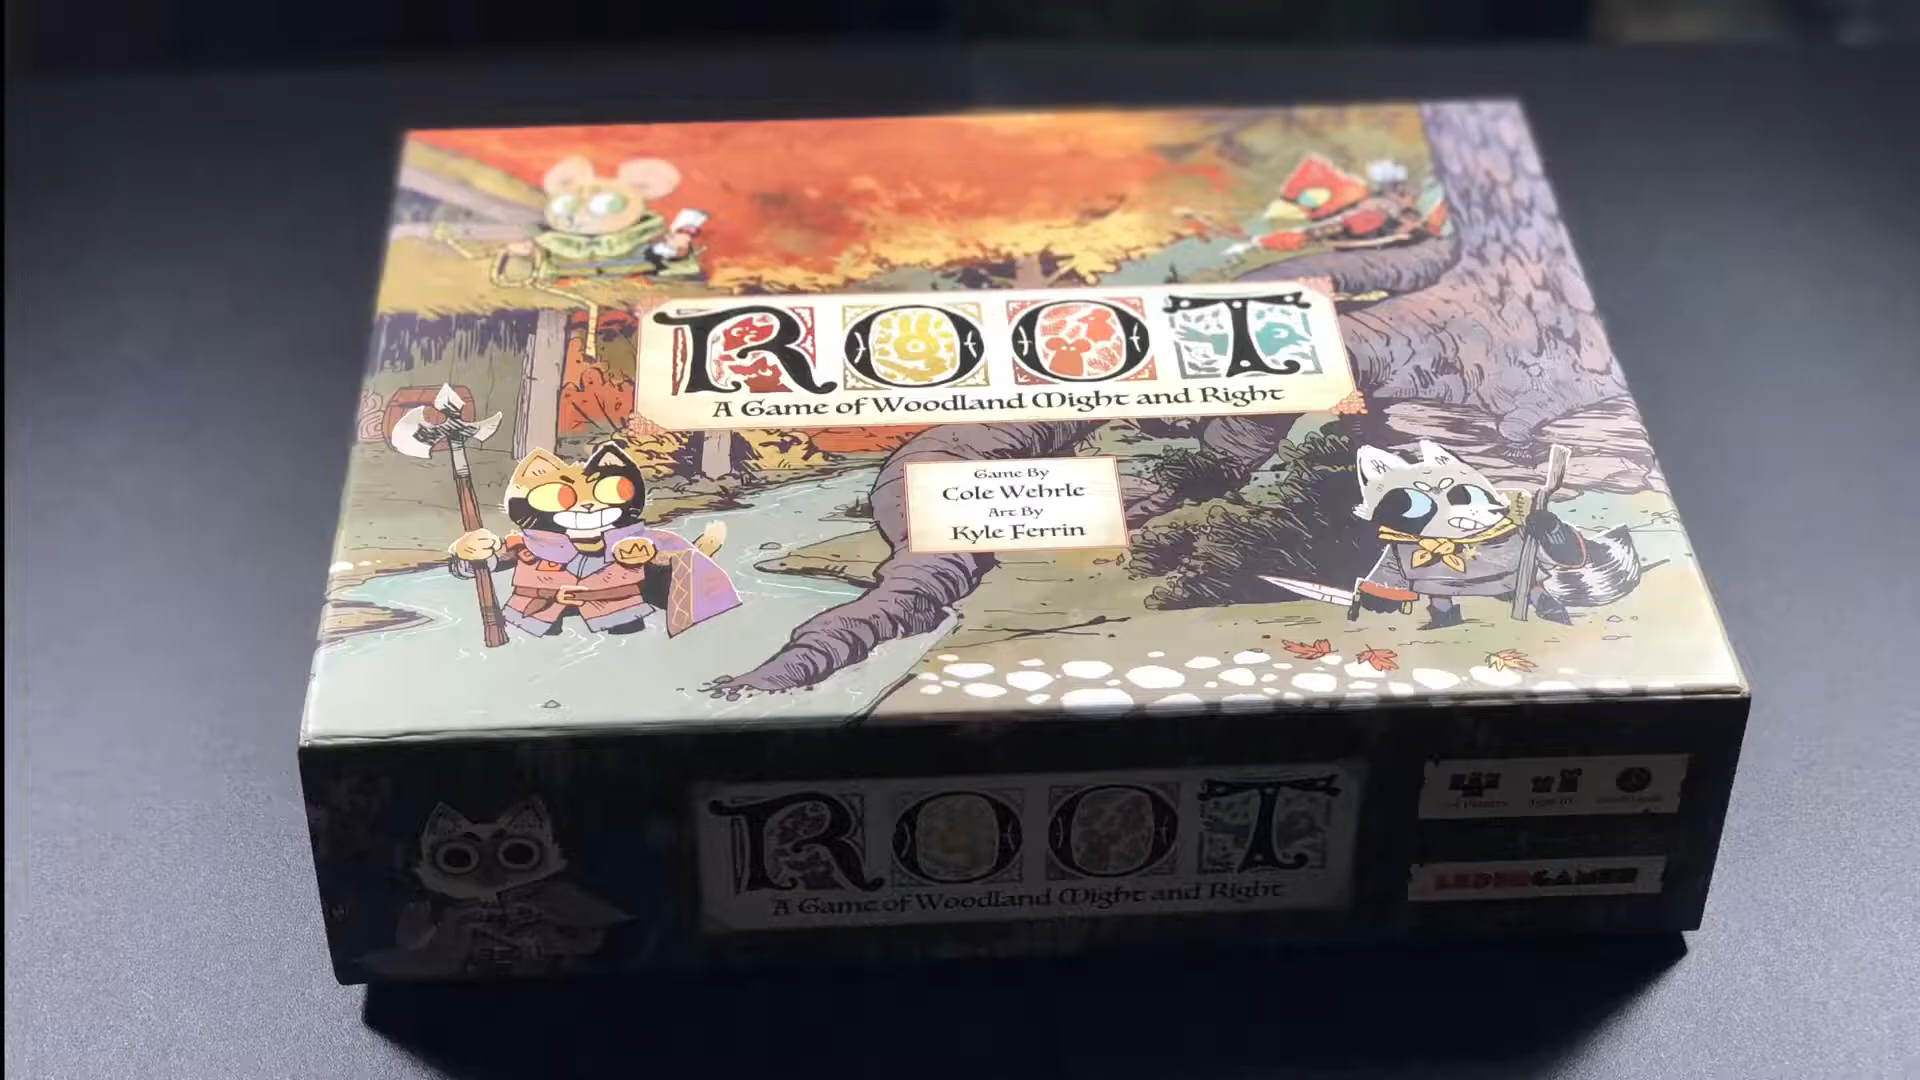 ROOT
A Game of Woodland Might and Right
Game By
Cole Wehrle
Art By
Kyle Ferrin
ROOT
A Game of Woodland Might and Right
LEDERGAMES